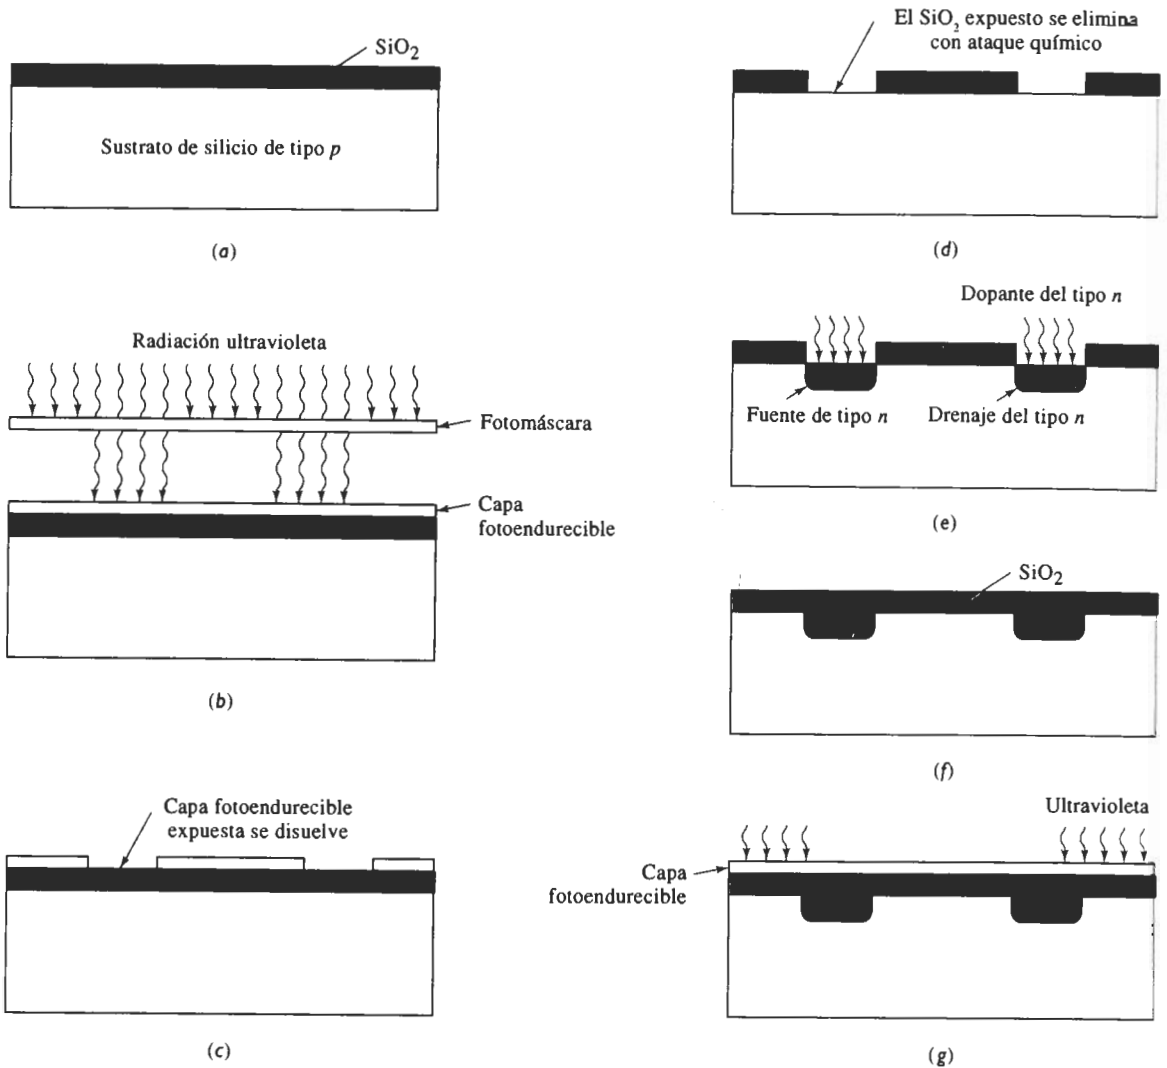 SiO2
Sustrato de silicio de tipo p
(a)
Radiación ultravioleta
Fotomáscara
Capa
fotoendurecible
(b)
Capa fotoendurecible
expuesta se disuelve
(c)
El SiO2 expuesto se elimina
con ataque químico
(d)
Dopante del tipo n
Fuente de tipo n
Drenaje del tipo n
(e)
SiO2
(f)
Ultravioleta
Capa
fotoendurecible
(g)